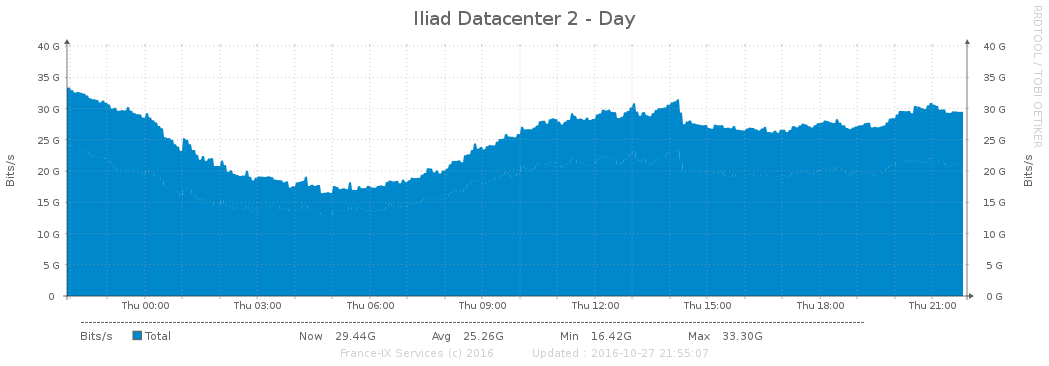 Iliad Datacenter 2 - Day
RRDTOOL / TOBI OETIKER
Bits/s
40 G 40 G
35 G 35 G
30 G 30 G
25 G 25 G
20 G 20 G
15 G 15 G
10 G 10 G
5 G 5 G
0 0 G
Bits/s
Thu 00:00 Thu 03:00 Thu 06:00 Thu 09:00 Thu 12:00 Thu 15:00 Thu 18:00 Thu 21:00
Bits/s Total Now 29.44G Avg 25.26G Min 16.42G Max 33.30G
France-IX Services (c) 2016 Updated : 2016-10-27 21:55:07